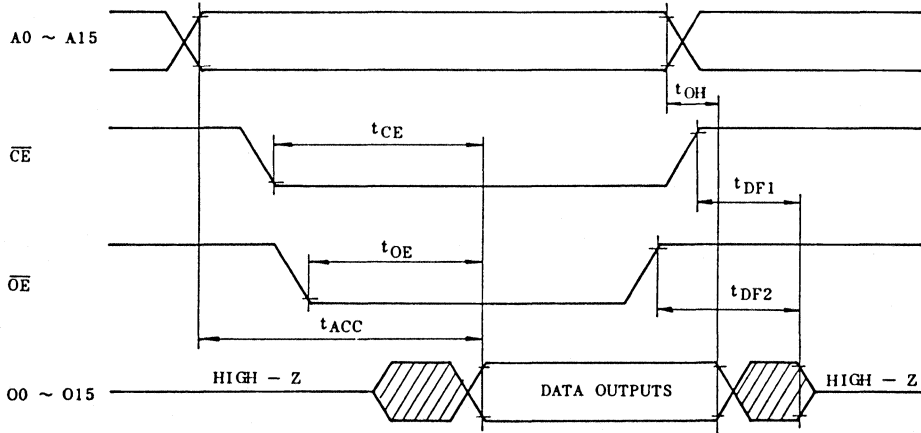 A0 ~ A15
tOH
tCE
CE
tDF1
tOE
OE
tDF2
tACC
HIGH - Z
DATA OUTPUTS
HIGH - Z
O0 ~ O15